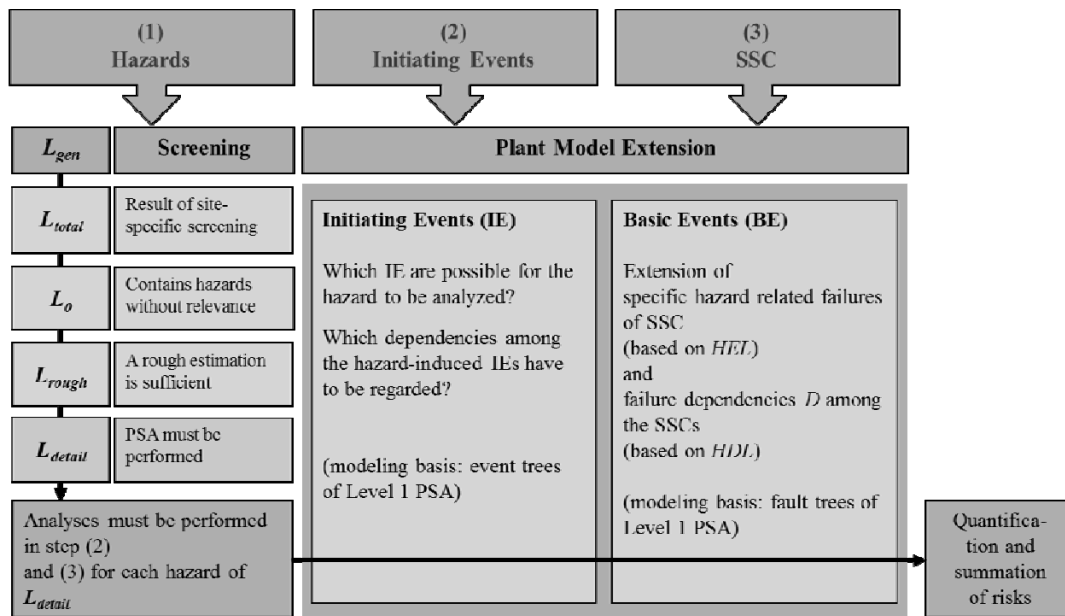 (1)
Hazards
(2)
Initiating Events
(3)
SSC
L_gen
Screening
Plant Model Extension
L_total
Result of site-
specific screening
L_o
Contains hazards
without relevance
L_rough
A rough estimation
is sufficient
L_detail
PSA must be
performed
Analyses must be performed
in step (2)
and (3) for each hazard of
L_detail
Initiating Events (IE)
Which IE are possible for the
hazard to be analyzed?
Which dependencies among
the hazard-induced IEs have
to be regarded?
(modeling basis: event trees
of Level 1 PSA)
Basic Events (BE)
Extension of
specific hazard related failures
of SSC
(based on HEL)
and
failure dependencies D among
the SSCs
(based on HDL)
(modeling basis: fault trees of
Level 1 PSA)
Quantifica-
tion and
summation
of risks